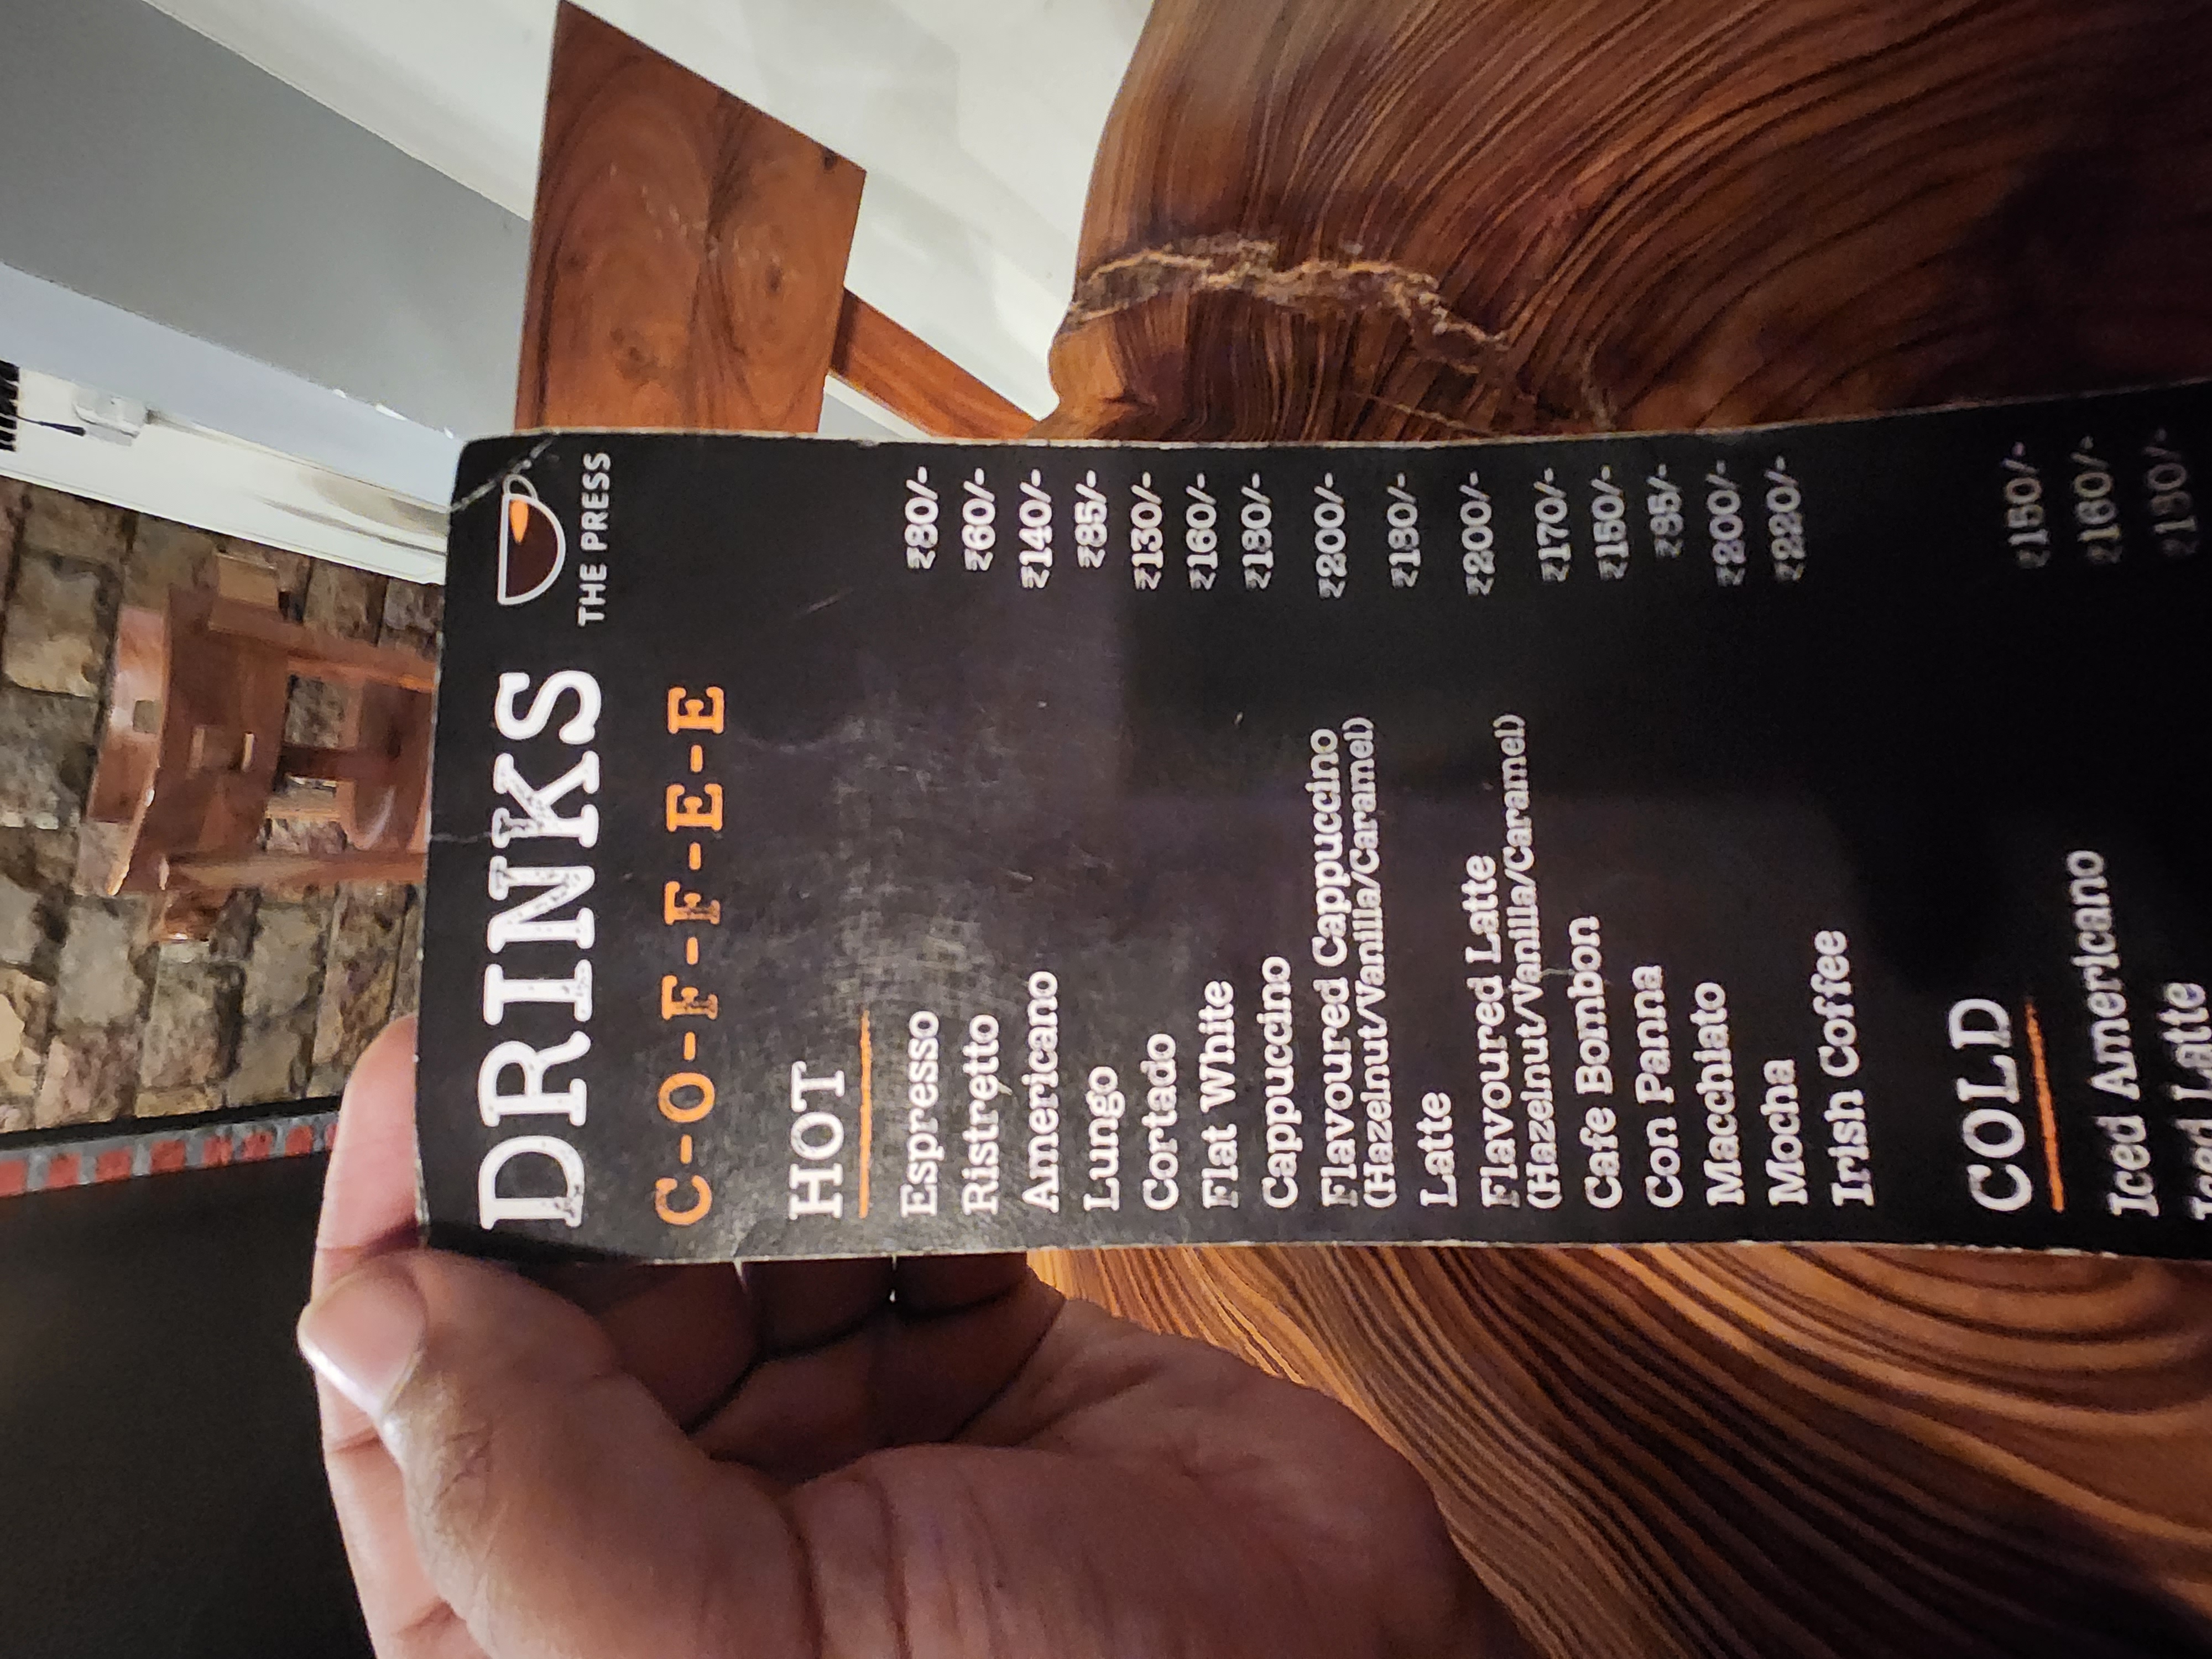 DRINKS
THE PRESS
C-O-F-F-E-E
HOT
Espresso ₹80/-
Ristretto ₹60/-
Americano ₹140/-
Lungo ₹85/-
Cortado ₹130/-
Flat White ₹160/-
Cappuccino ₹180/-
Flavoured Cappuccino ₹200/-
(Hazelnut/Vanilla/Caramel)
Latte ₹180/-
Flavoured Latte ₹200/-
(Hazelnut/Vanilla/Caramel)
Cafe Bombon ₹170/-
Con Panna ₹150/-
Macchiato ₹85/-
Mocha ₹200/-
Irish Coffee ₹220/-
COLD
Iced Americano ₹150/-
Iced Latte ₹160/-